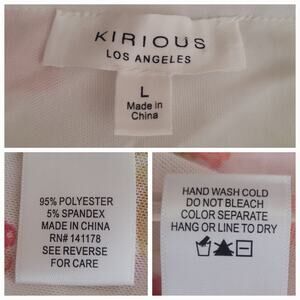 KIRIOUS
LOS ANGELES
L
Made in
China
95% POLYESTER
5% SPANDEX
MADE IN CHINA
RN# 141178
SEE REVERSE
FOR CARE
HAND WASH COLD
DO NOT BLEACH
COLOR SEPARATE
HANG OR LINE TO DRY